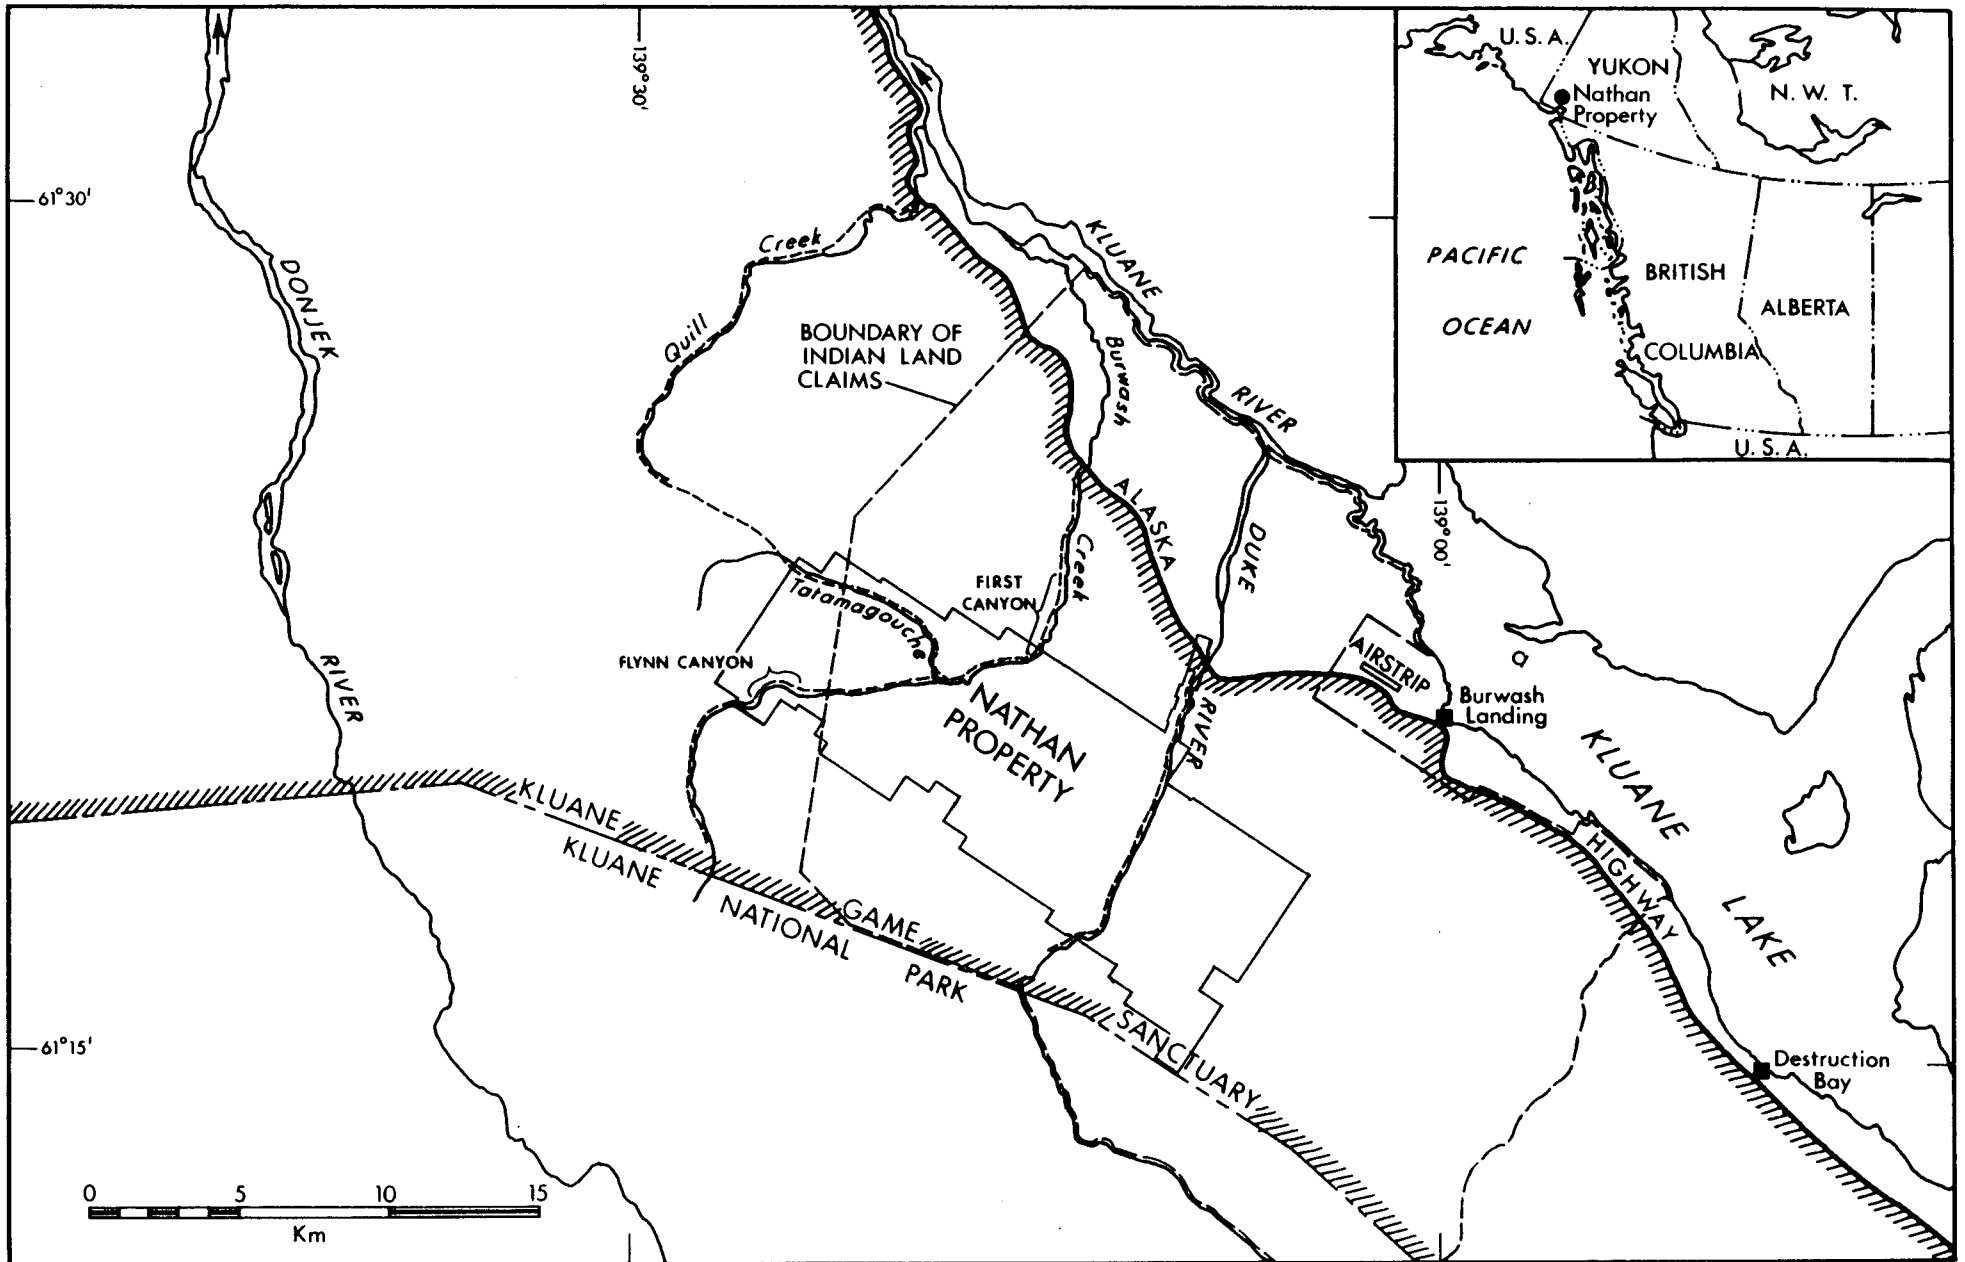 139°30'
61°30'
Creek
Quill
KLUANE
RIVER
DONJEK
RIVER
BOUNDARY OF
INDIAN LAND
CLAIMS
Burwash
Creek
ALASKA
DUKE
RIVER
139°00'
FIRST
CANYON
Tatamagouche
FLYNN CANYON
NATHAN
PROPERTY
AIRSTRIP
Burwash
Landing
KLUANE
LAKE
HIGHWAY
KLUANE
GAME
SANCTUARY
KLUANE
NATIONAL
PARK
61°15'
Destruction
Bay
0 5 10 15
Km
U.S.A.
YUKON
Nathan
Property
N. W. T.
PACIFIC
OCEAN
BRITISH
COLUMBIA
ALBERTA
U.S.A.